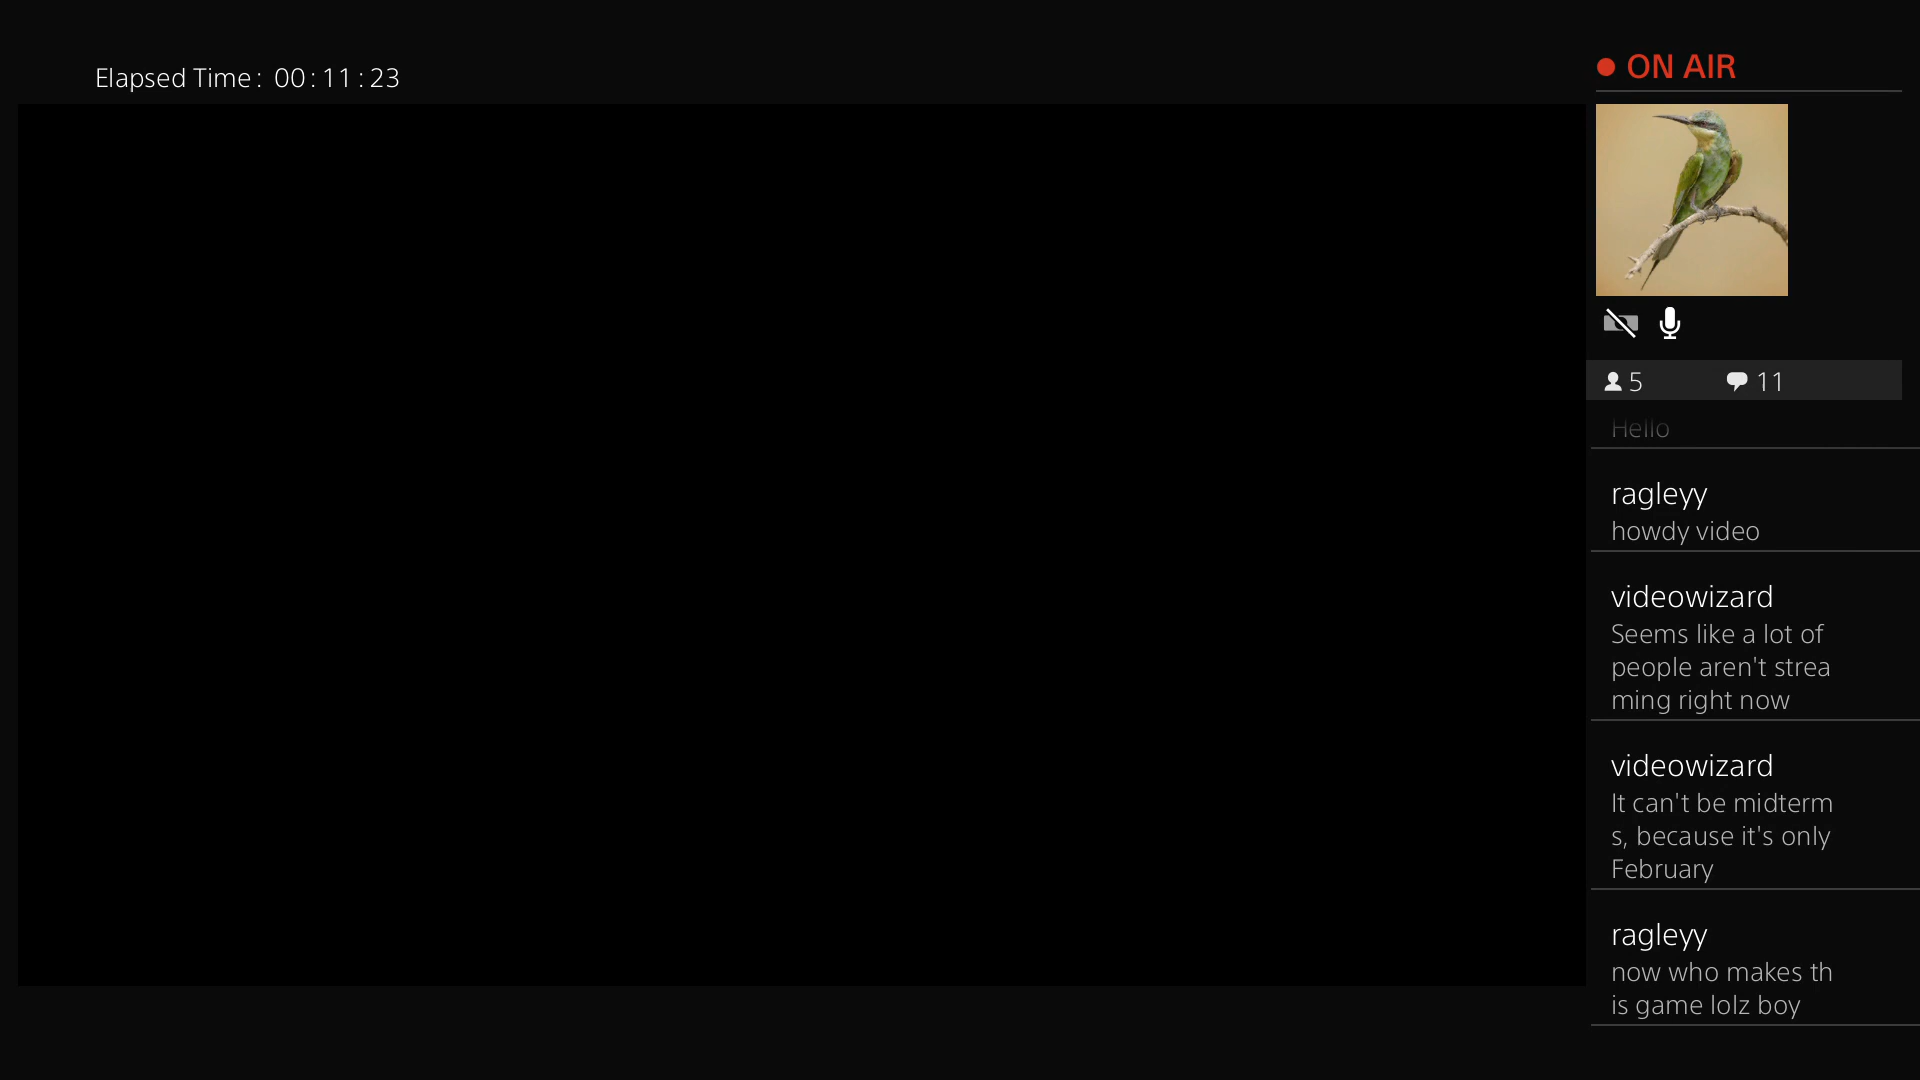 Elapsed Time: 00:11:23
ON AIR
5 11
Hello
ragleyy
howdy video
videowizard
Seems like a lot of
people aren't strea
ming right now
videowizard
It can't be midterm
s, because it's only
February
ragleyy
now who makes th
is game lolz boy